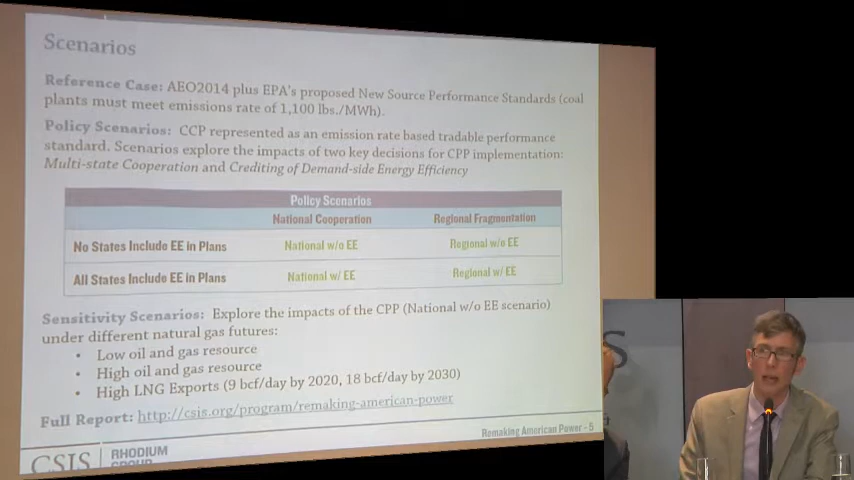 Scenarios
Reference Case: AEO2014 plus EPA's proposed New Source Performance Standards (coal
plants must meet emissions rate of 1,100 lbs./MWh).
Policy Scenarios: CCP represented as an emission rate based tradable performance
standard. Scenarios explore the impacts of two key decisions for CPP implementation:
Multi-state Cooperation and Crediting of Demand-side Energy Efficiency
Policy Scenarios
National Cooperation Regional Fragmentation
No States Include EE in Plans National w/o EE Regional w/o EE
All States Include EE in Plans National w/ EE Regional w/ EE
Sensitivity Scenarios: Explore the impacts of the CPP (National w/o EE scenario)
under different natural gas futures:
• Low oil and gas resource
• High oil and gas resource
• High LNG Exports (9 bcf/day by 2020, 18 bcf/day by 2030)
Full Report: http://csis.org/program/remaking-american-power
Remaking American Power - 5
CSIS RHODIUM
GROUP